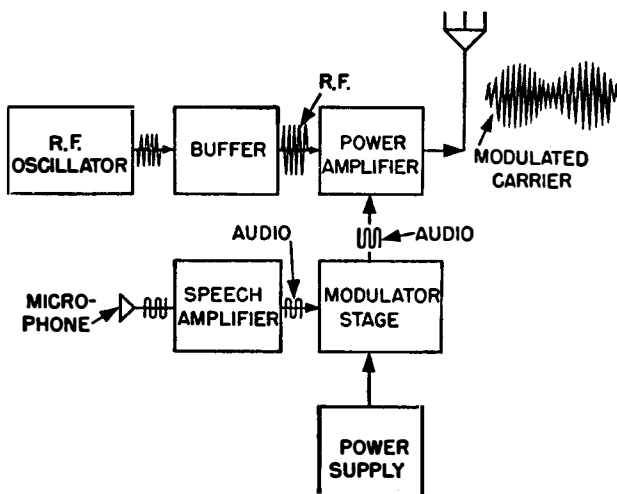 R.F.
R.F.
OSCILLATOR
BUFFER
POWER
AMPLIFIER
MODULATED
CARRIER
AUDIO
AUDIO
MICRO-
PHONE
SPEECH
AMPLIFIER
MODULATOR
STAGE
POWER
SUPPLY